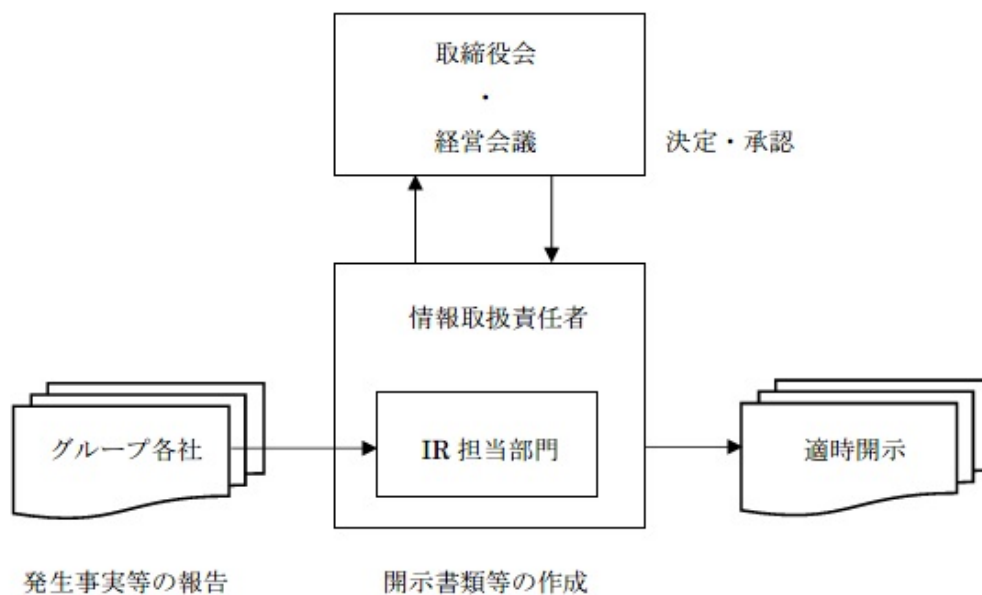 取締役会
・
経営会議
決定・承認
情報取扱責任者
グループ各社
IR 担当部門
適時開示
発生事実等の報告
開示書類等の作成